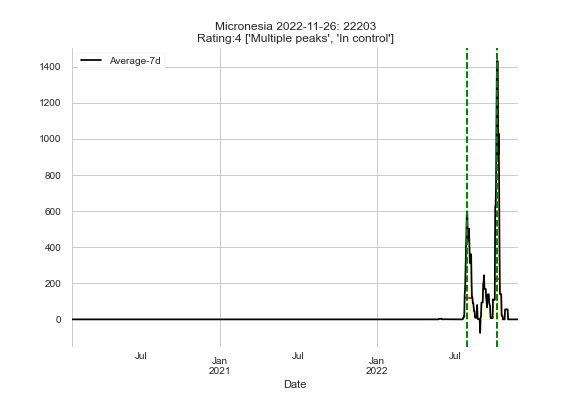 Micronesia 2022-11-26: 22203
Rating:4 ['Multiple peaks', 'In control']
Average-7d
1400
1200
1000
800
600
400
200
0
Jul
Jan
2021
Jul
Jan
2022
Jul
Date